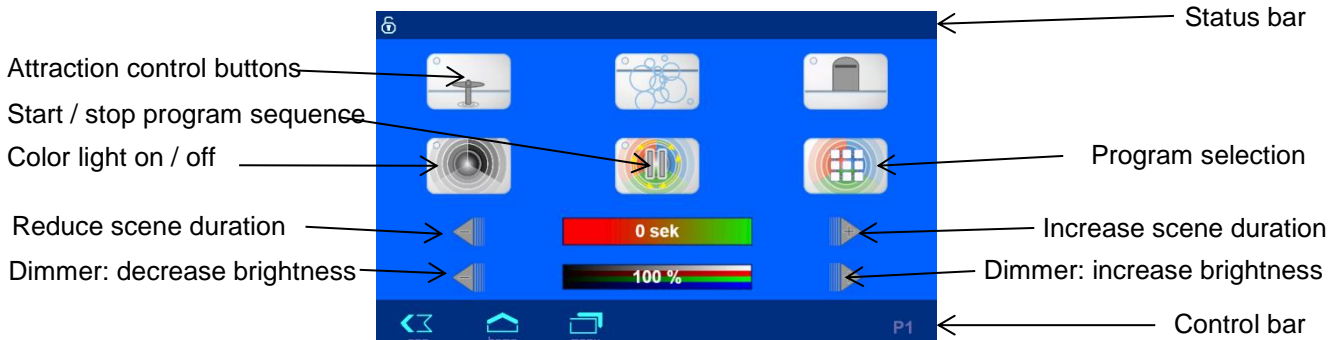 Status bar
Attraction control buttons
Start / stop program sequence
Color light on / off
Program selection
Reduce scene duration
0 sek
Increase scene duration
Dimmer: decrease brightness
100 %
Dimmer: increase brightness
P1
Control bar